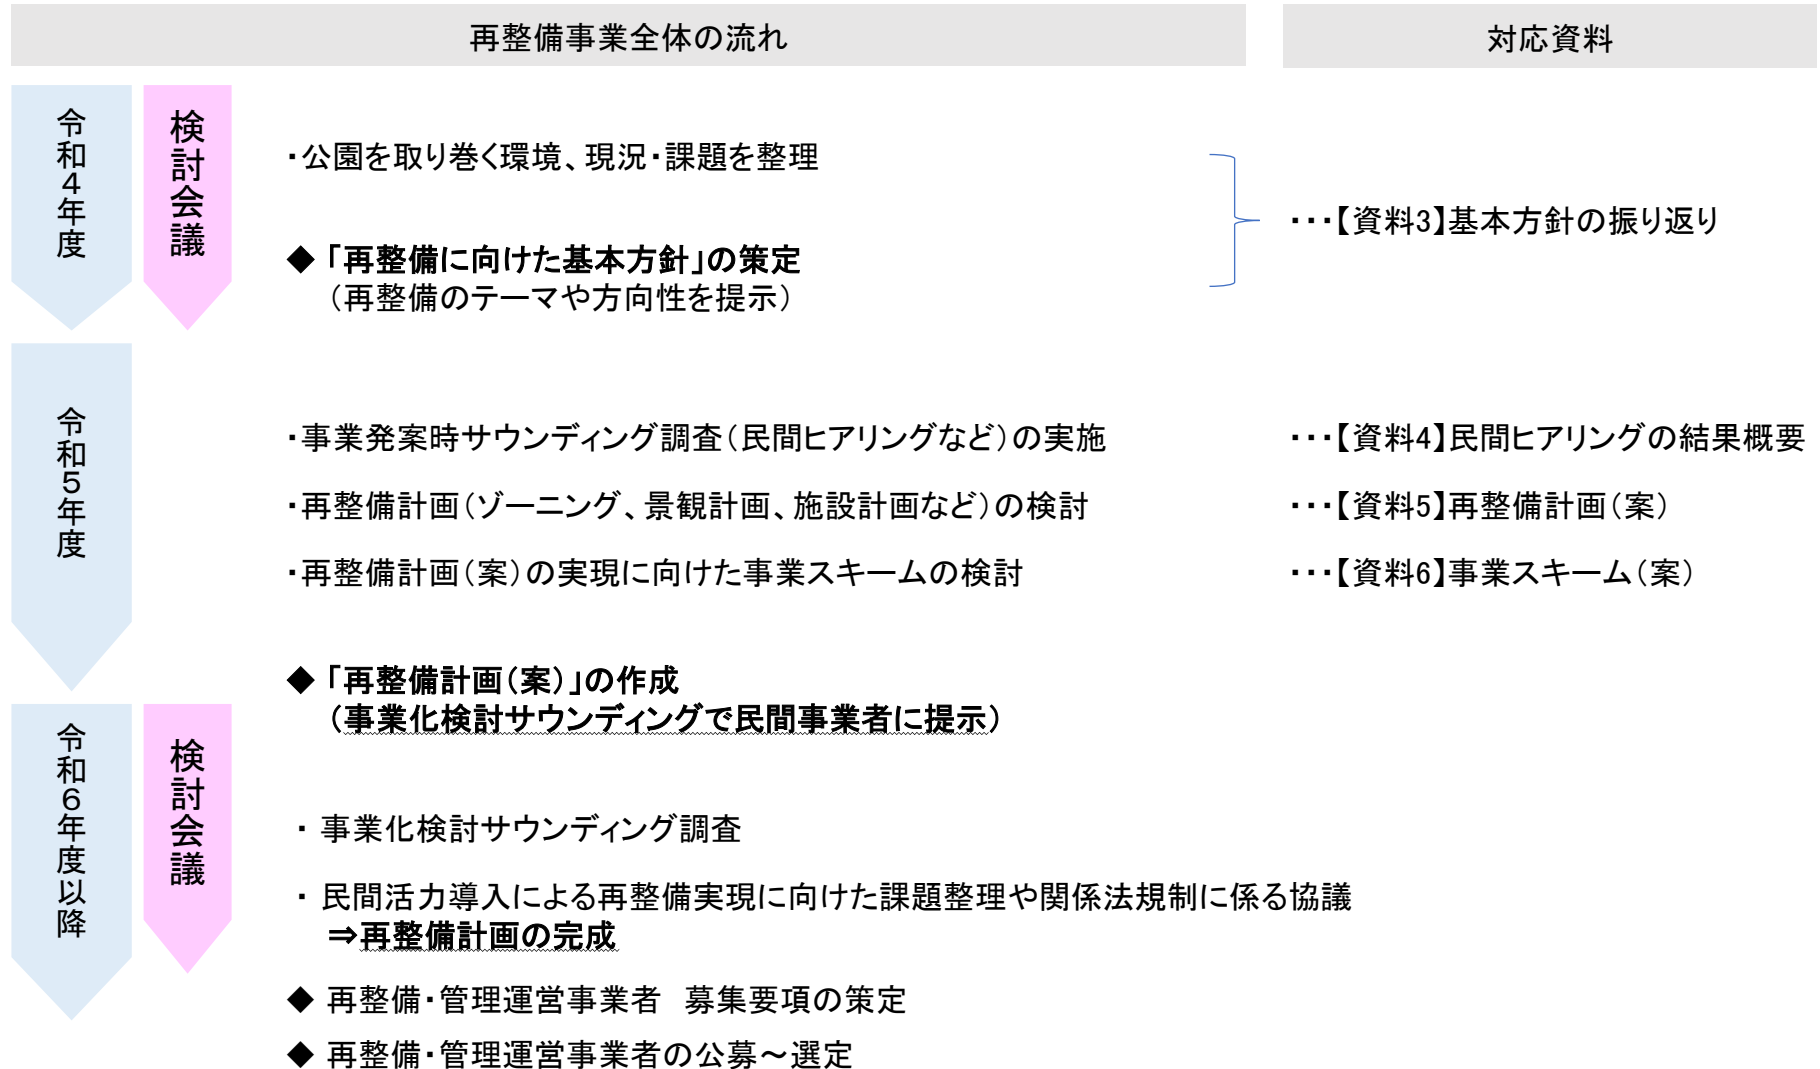 再整備事業全体の流れ
対応資料
令和4年度
検討会議
・公園を取り巻く環境、現況・課題を整理
◆「再整備に向けた基本方針」の策定
（再整備のテーマや方向性を提示）
・・・【資料3】基本方針の振り返り
令和5年度
・事業発案時サウンディング調査（民間ヒアリングなど）の実施
・・・【資料4】民間ヒアリングの結果概要
・再整備計画（ゾーニング、景観計画、施設計画など）の検討
・・・【資料5】再整備計画（案）
・再整備計画（案）の実現に向けた事業スキームの検討
・・・【資料6】事業スキーム（案）
◆「再整備計画（案）」の作成
（事業化検討サウンディングで民間事業者に提示）
令和6年度以降
検討会議
・ 事業化検討サウンディング調査
・ 民間活力導入による再整備実現に向けた課題整理や関係法規制に係る協議
⇒再整備計画の完成
◆ 再整備・管理運営事業者　募集要項の策定
◆ 再整備・管理運営事業者の公募～選定